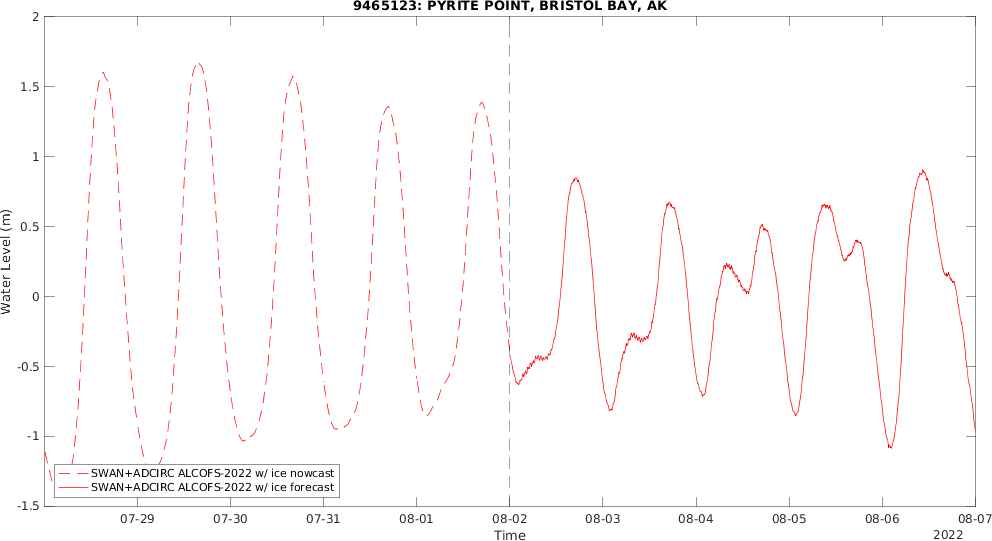 9465123: PYRITE POINT, BRISTOL BAY, AK
2
1.5
1
0.5
0
-0.5
-1
-1.5
Water Level (m)
SWAN+ADCIRC ALCOFS-2022 w/ ice nowcast
SWAN+ADCIRC ALCOFS-2022 w/ ice forecast
07-29 07-30 07-31 08-01 08-02 08-03 08-04 08-05 08-06 08-07
Time
2022